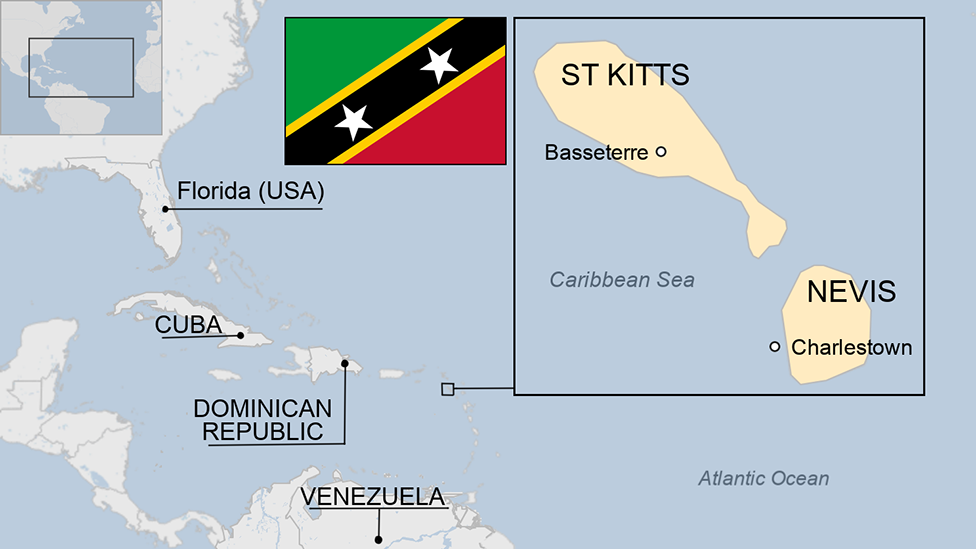 ST KITTS
Basseterre
Florida (USA)
Caribbean Sea
NEVIS
CUBA
Charlestown
DOMINICAN
REPUBLIC
Atlantic Ocean
VENEZUELA